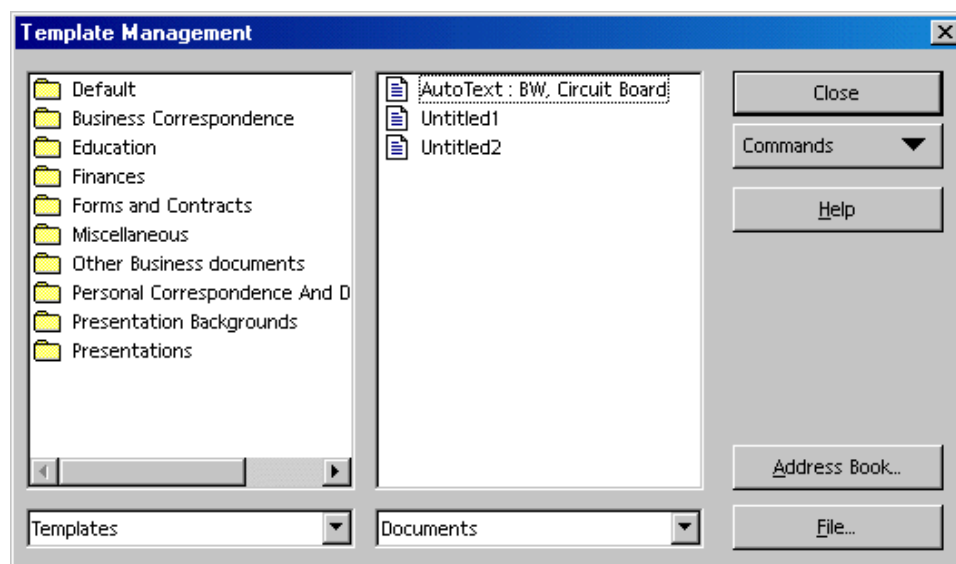 Template Management
Default
Business Correspondence
Education
Finances
Forms and Contracts
Miscellaneous
Other Business documents
Personal Correspondence And D
Presentation Backgrounds
Presentations
Templates
AutoText : BW, Circuit Board
Untitled1
Untitled2
Documents
Close
Commands
Help
Address Book...
File...